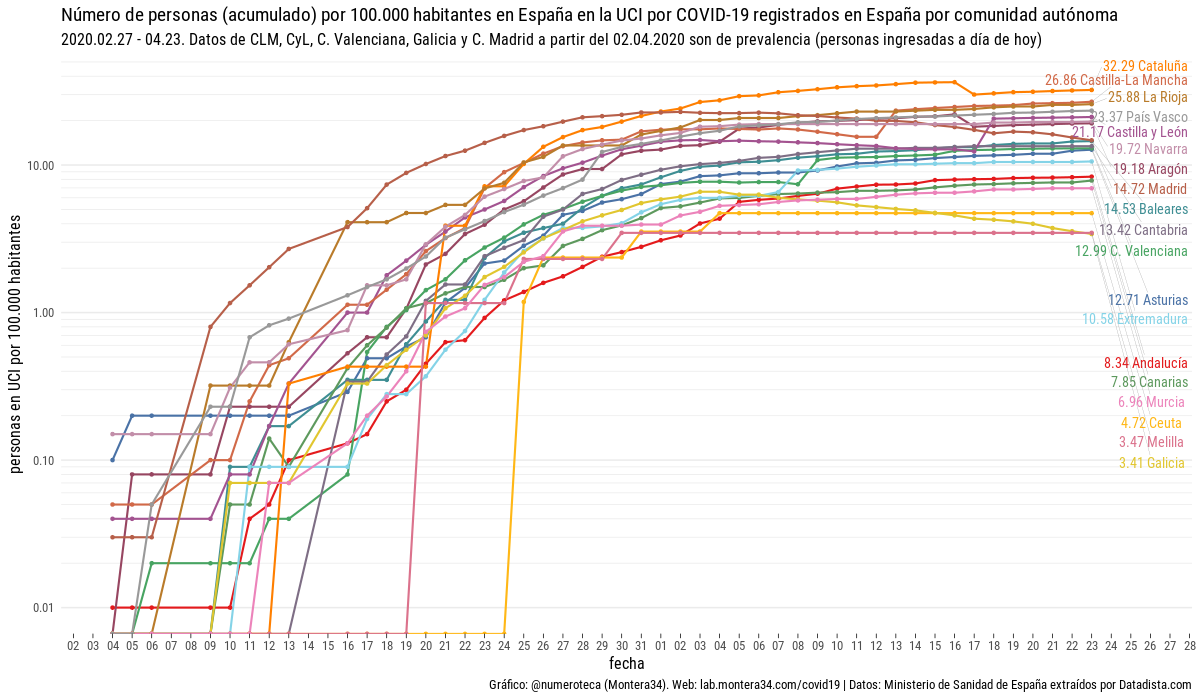 Número de personas (acumulado) por 100.000 habitantes en España en la UCI por COVID-19 registrados en España por comunidad autónoma
2020.02.27 - 04.23. Datos de CLM, CyL, C. Valenciana, Galicia y C. Madrid a partir del 02.04.2020 son de prevalencia (personas ingresadas a día de hoy)
personas en UCI por 100.000 habitantes
10.00
1.00
0.10
0.01
32.29 Cataluña
26.86 Castilla-La Mancha
25.88 La Rioja
23.37 País Vasco
21.17 Castilla y León
19.72 Navarra
19.18 Aragón
14.72 Madrid
14.53 Baleares
13.42 Cantabria
12.99 C. Valenciana
12.71 Asturias
10.58 Extremadura
8.34 Andalucía
7.85 Canarias
6.96 Murcia
4.72 Ceuta
3.47 Melilla
3.41 Galicia
02 03 04 05 06 07 08 09 10 11 12 13 14 15 16 17 18 19 20 21 22 23 24 25 26 27 28 29 30 31 01 02 03 04 05 06 07 08 09 10 11 12 13 14 15 16 17 18 19 20 21 22 23 24 25 26 27 28
fecha
Gráfico: @numeroteca (Montera34). Web: lab.montera34.com/covid19 | Datos: Ministerio de Sanidad de España extraídos por Datadista.com